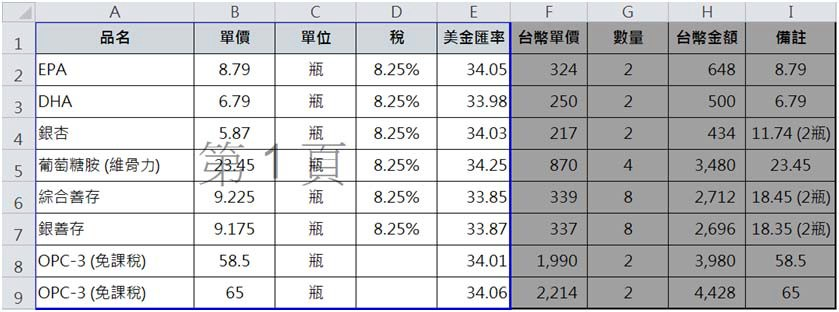 A B C D E F G H I
1 品名 單價 單位 稅 美金匯率 台幣單價 數量 台幣金額 備註
2 EPA 8.79 瓶 8.25% 34.05 324 2 648 8.79
3 DHA 6.79 瓶 8.25% 33.98 250 2 500 6.79
4 銀杏 5.87 瓶 8.25% 34.03 217 2 434 11.74 (2瓶)
5 葡萄糖胺 (維骨力) 23.45 瓶 8.25% 34.25 870 4 3,480 23.45
第 1 頁
6 綜合善存 9.225 瓶 8.25% 33.85 339 8 2,712 18.45 (2瓶)
7 銀善存 9.175 瓶 8.25% 33.87 337 8 2,696 18.35 (2瓶)
8 OPC-3 (免課稅) 58.5 瓶 34.01 1,990 2 3,980 58.5
9 OPC-3 (免課稅) 65 瓶 34.06 2,214 2 4,428 65